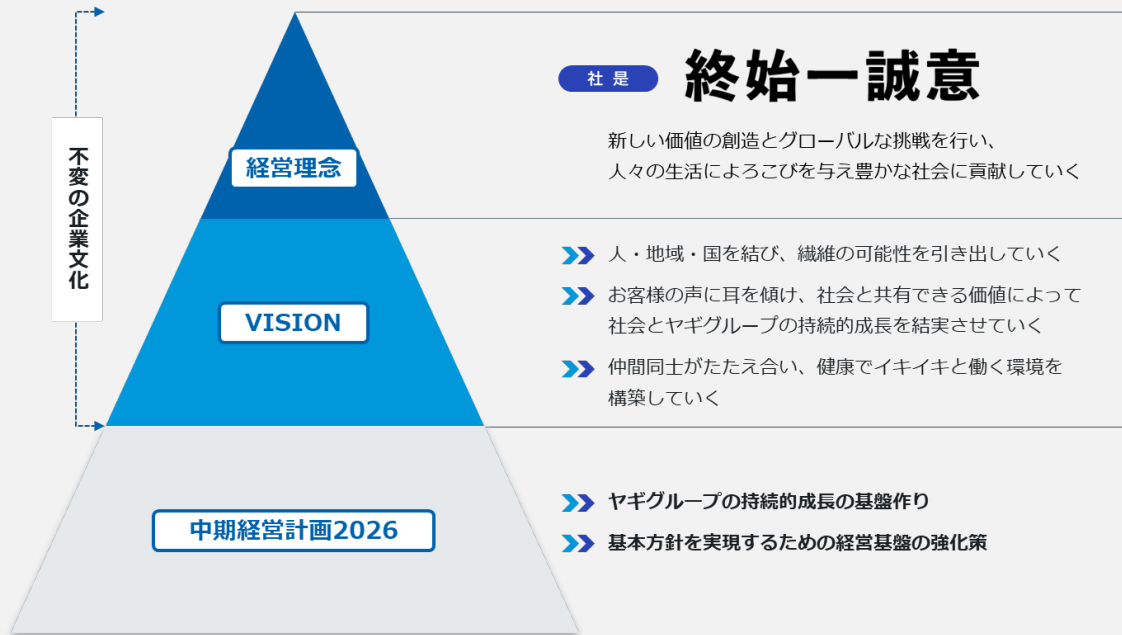 不変の企業文化
経営理念
社是
終始一誠意
新しい価値の創造とグローバルな挑戦を行い、
人々の生活によろこびを与え豊かな社会に貢献していく
VISION
人・地域・国を結び、繊維の可能性を引き出していく
お客様の声に耳を傾け、社会と共有できる価値によって
社会とヤギグループの持続的成長を結実させていく
仲間同士がたたえ合い、健康でイキイキと働く環境を
構築していく
中期経営計画2026
ヤギグループの持続的成長の基盤作り
基本方針を実現するための経営基盤の強化策